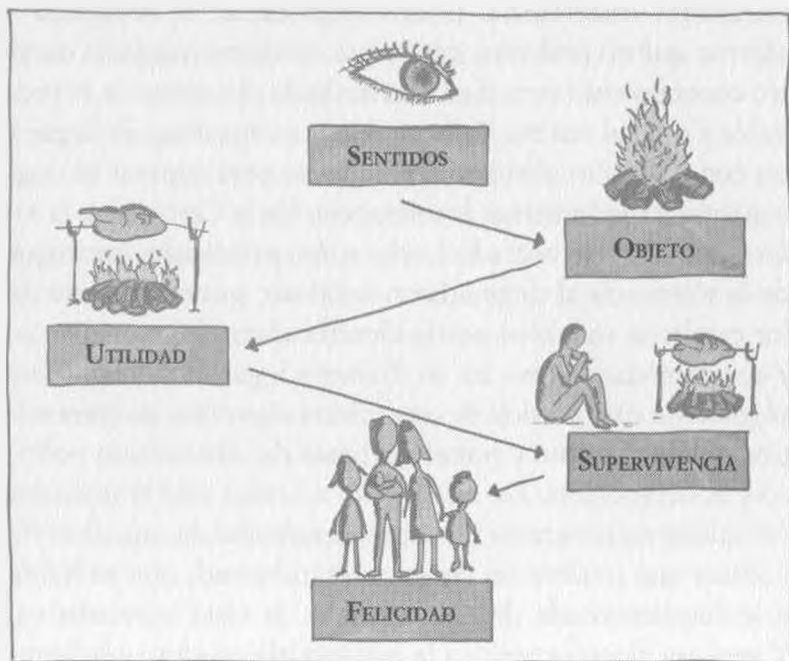 SENTIDOS
OBJETO
UTILIDAD
SUPERVIVENCIA
FELICIDAD